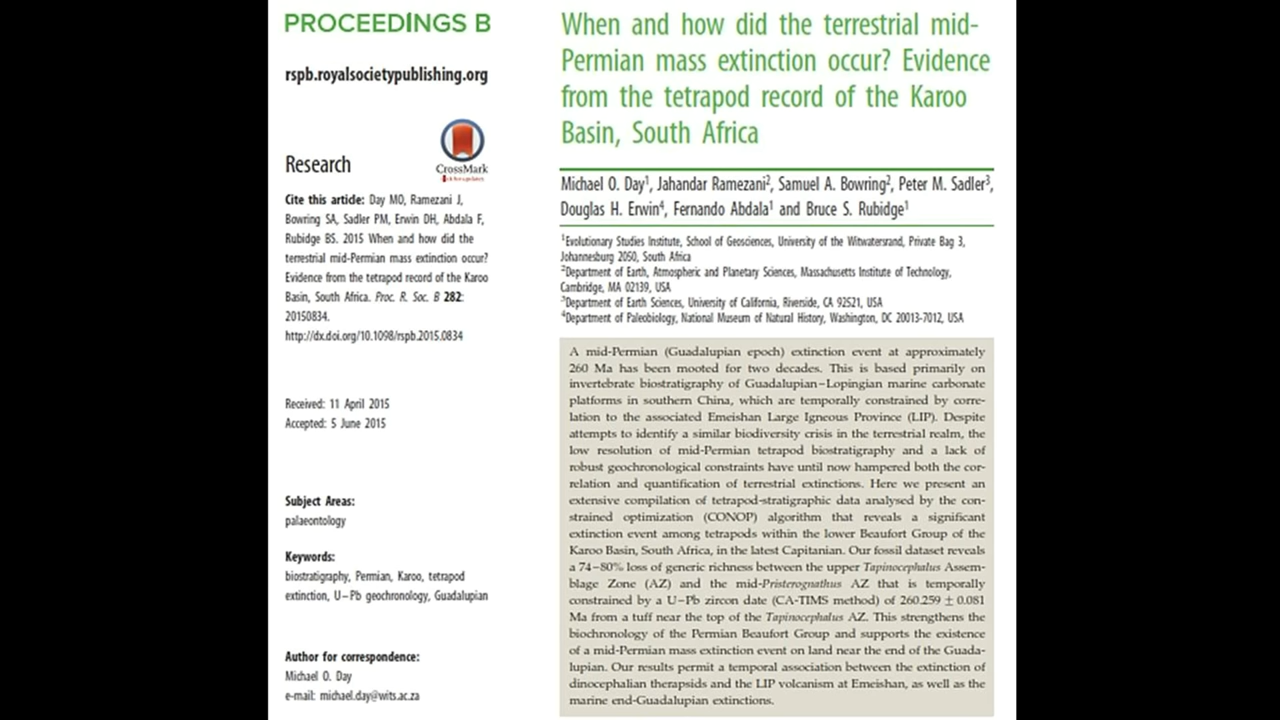 PROCEEDINGS B
rspb.royalsocietypublishing.org
Research
CrossMark
Cite this article: Day MO, Ramezani J,
Bowring SA, Sadler PM, Erwin DH, Abdala F,
Rubidge BS. 2015 When and how did the
terrestrial mid-Permian mass extinction occur?
Evidence from the tetrapod record of the Karoo
Basin, South Africa. Proc. R. Soc. B 282:
20150834.
http://dx.doi.org/10.1098/rspb.2015.0834
Received: 11 April 2015
Accepted: 5 June 2015
Subject Areas:
palaeontology
Keywords:
biostratigraphy, Permian, Karoo, tetrapod
extinction, U–Pb geochronology, Guadalupian
Author for correspondence:
Michael O. Day
e-mail: michael.day@wits.ac.za
When and how did the terrestrial mid-
Permian mass extinction occur? Evidence
from the tetrapod record of the Karoo
Basin, South Africa
Michael O. Day¹, Jahandar Ramezani², Samuel A. Bowring², Peter M. Sadler³,
Douglas H. Erwin⁴, Fernando Abdala¹ and Bruce S. Rubidge¹
¹Evolutionary Studies Institute, School of Geosciences, University of the Witwatersrand, Private Bag 3,
Johannesburg 2050, South Africa
²Department of Earth, Atmospheric and Planetary Sciences, Massachusetts Institute of Technology,
Cambridge, MA 02139, USA
³Department of Earth Sciences, University of California, Riverside, CA 92521, USA
⁴Department of Paleobiology, National Museum of Natural History, Washington, DC 20013-7012, USA
A mid-Permian (Guadalupian epoch) extinction event at approximately
260 Ma has been mooted for two decades. This is based primarily on
invertebrate biostratigraphy of Guadalupian–Lopingian marine carbonate
platforms in southern China, which are temporally constrained by corre-
lation to the associated Emeishan Large Igneous Province (LIP). Despite
attempts to identify a similar biodiversity crisis in the terrestrial realm, the
low resolution of mid-Permian tetrapod biostratigraphy and a lack of
robust geochronological constraints have until now hampered both the cor-
relation and quantification of terrestrial extinctions. Here we present an
extensive compilation of tetrapod-stratigraphic data analysed by the con-
strained optimization (CONOP) algorithm that reveals a significant
extinction event among tetrapods within the lower Beaufort Group of the
Karoo Basin, South Africa, in the latest Capitanian. Our fossil dataset reveals
a 74–80% loss of generic richness between the upper Tapinocephalus Assem-
blage Zone (AZ) and the mid-Pristerognathus AZ that is temporally
constrained by a U–Pb zircon date (CA-TIMS method) of 260.259 ± 0.081
Ma from a tuff near the top of the Tapinocephalus AZ. This strengthens the
biochronology of the Permian Beaufort Group and supports the existence
of a mid-Permian mass extinction event on land near the end of the Guada-
lupian. Our results permit a temporal association between the extinction of
dinocephalian therapsids and the LIP volcanism at Emeishan, as well as the
marine end-Guadalupian extinctions.